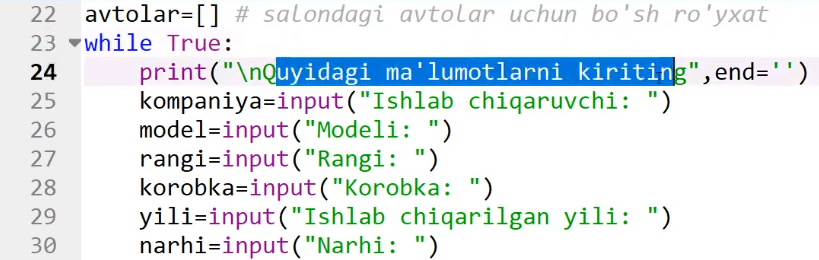 22 avtolar=[] # salondagi avtolar uchun bo'sh ro'yxat
23 while True:
24     print("\nQuyidagi ma'lumotlarni kiriting",end='')
25     kompaniya=input("Ishlab chiqaruvchi: ")
26     model=input("Modeli: ")
27     rangi=input("Rangi: ")
28     korobka=input("Korobka: ")
29     yili=input("Ishlab chiqarilgan yili: ")
30     narhi=input("Narhi: ")